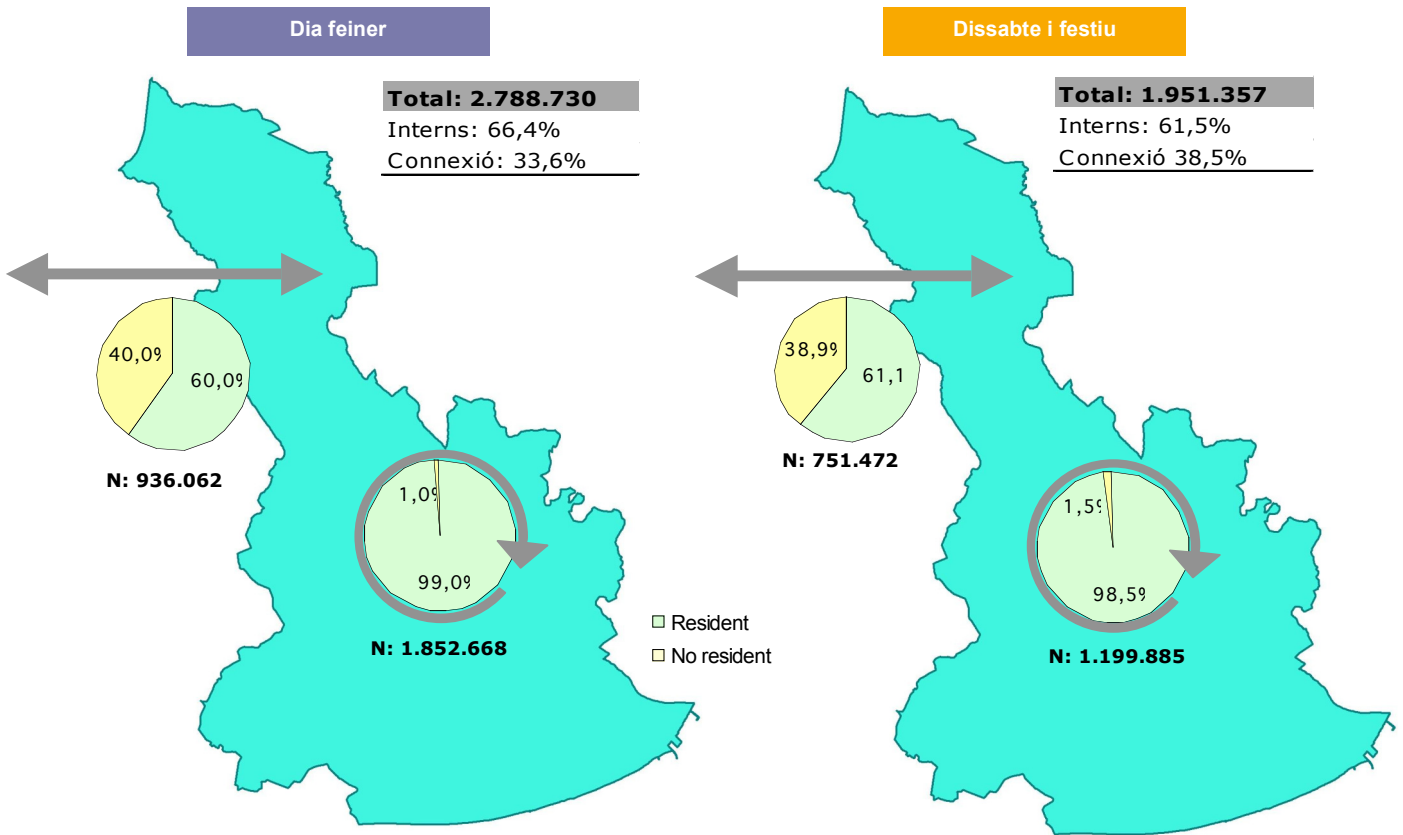 Dia feiner
Total: 2.788.730
Interns: 66,4%
Connexió: 33,6%
40,0%
60,0%
N: 936.062
1,0%
99,0%
N: 1.852.668
Resident
No resident
Dissabte i festiu
Total: 1.951.357
Interns: 61,5%
Connexió 38,5%
38,9%
61,1
N: 751.472
1,5%
98,5%
N: 1.199.885